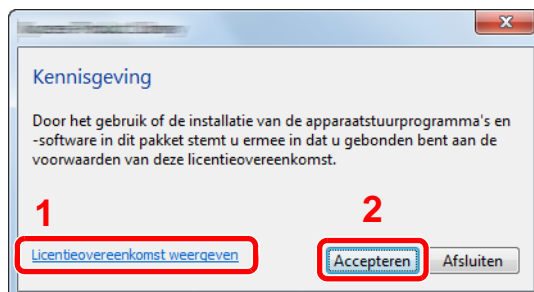 Kennisgeving
Door het gebruik of de installatie van de apparaatstuurprogramma's en
-software in dit pakket stemt u ermee in dat u gebonden bent aan de
voorwaarden van deze licentieovereenkomst.
1
2
Licentieovereenkomst weergeven
Accepteren
Afsluiten